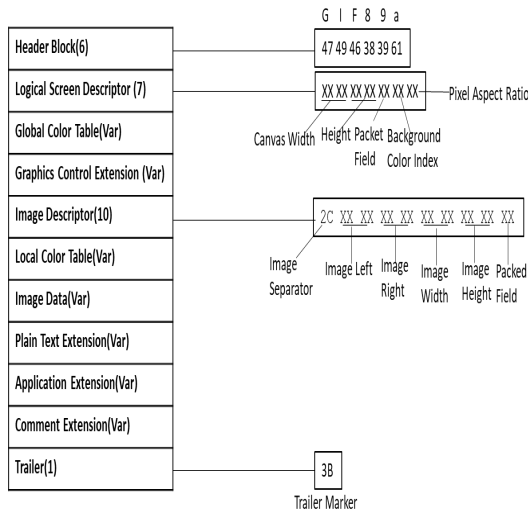 G I F 8 9 a
Header Block(6)
47 49 46 38 39 61
Logical Screen Descriptor (7)
XX XX XX XX XX XX XX
Pixel Aspect Ratio
Canvas Width
Height
Packet Field
Background Color Index
Global Color Table(Var)
Graphics Control Extension (Var)
Image Descriptor(10)
2C XX XX XX XX XX XX XX XX XX
Image Separator
Image Left
Image Right
Image Width
Image Height
Packed Field
Local Color Table(Var)
Image Data(Var)
Plain Text Extension(Var)
Application Extension(Var)
Comment Extension(Var)
Trailer(1)
3B
Trailer Marker